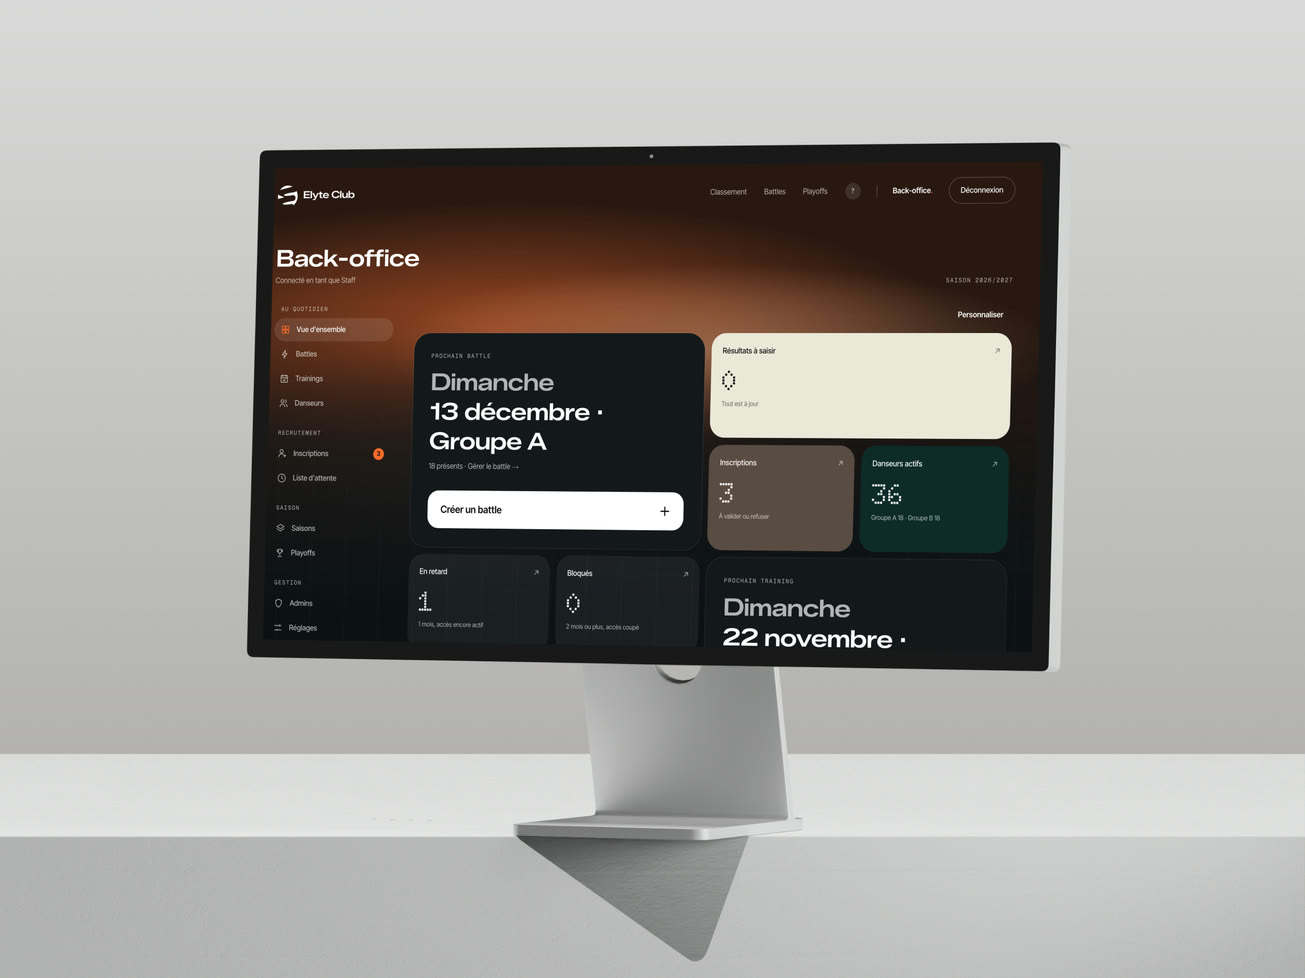 Elyte Club
Classement
Battles
Playoffs
?
Back-office.
Déconnexion
Back-office
Connecté en tant que Staff
SAISON 2026/2027
Personnaliser
AU QUOTIDIEN
Vue d'ensemble
Battles
Trainings
Danseurs
RECRUTEMENT
Inscriptions
3
Liste d'attente
SAISON
Saisons
Playoffs
GESTION
Admins
Réglages
PROCHAIN BATTLE
Dimanche
13 décembre ·
Groupe A
18 présents · Gérer le battle →
Créer un battle
+
Résultats à saisir
0
Tout est à jour
Inscriptions
3
À valider ou refuser
Danseurs actifs
36
Groupe A 18 · Groupe B 18
En retard
1
1 mois, accès encore actif
Bloqués
0
2 mois ou plus, accès coupé
PROCHAIN TRAINING
Dimanche
22 novembre ·